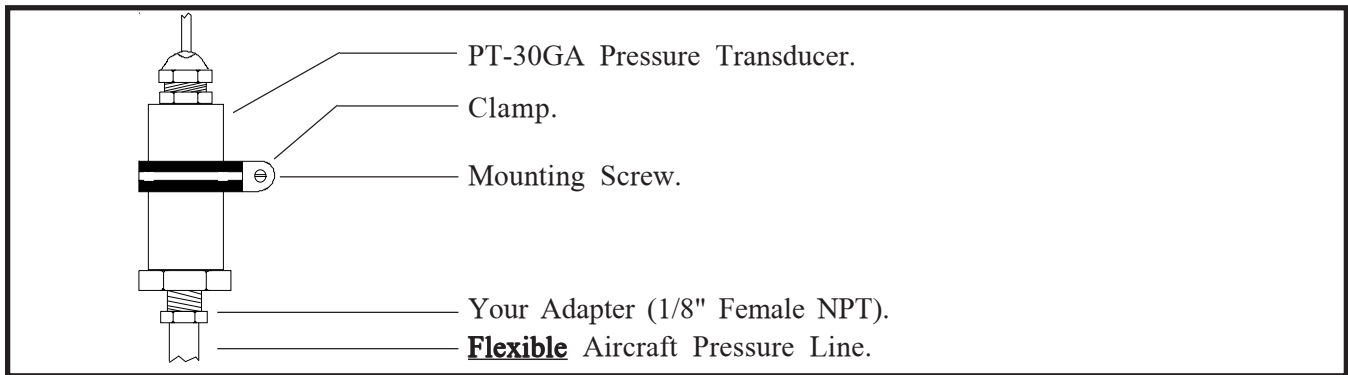 PT-30GA Pressure Transducer.
Clamp.
Mounting Screw.
Your Adapter (1/8" Female NPT).
Flexible Aircraft Pressure Line.